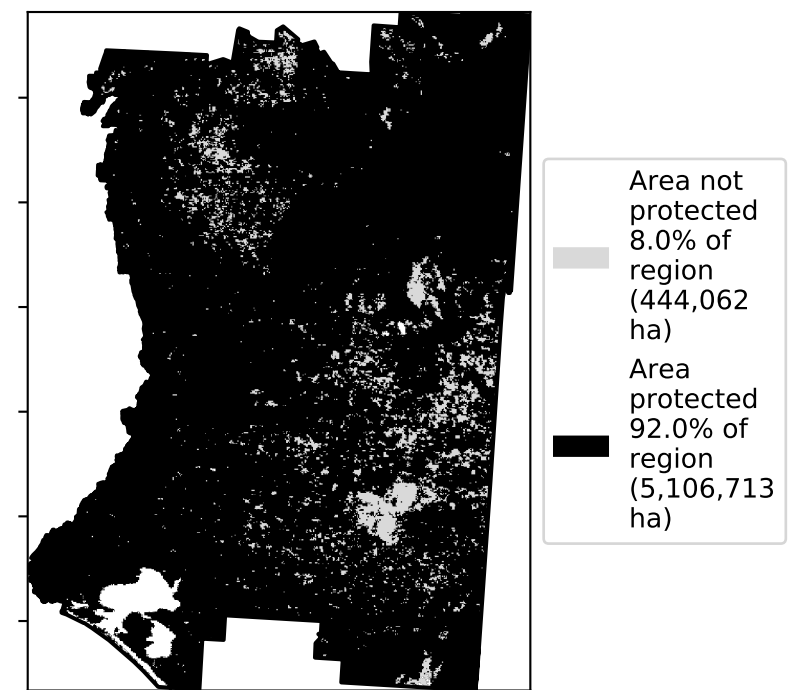 Area not
protected
8.0% of
region
(444,062
ha)
Area
protected
92.0% of
region
(5,106,713
ha)